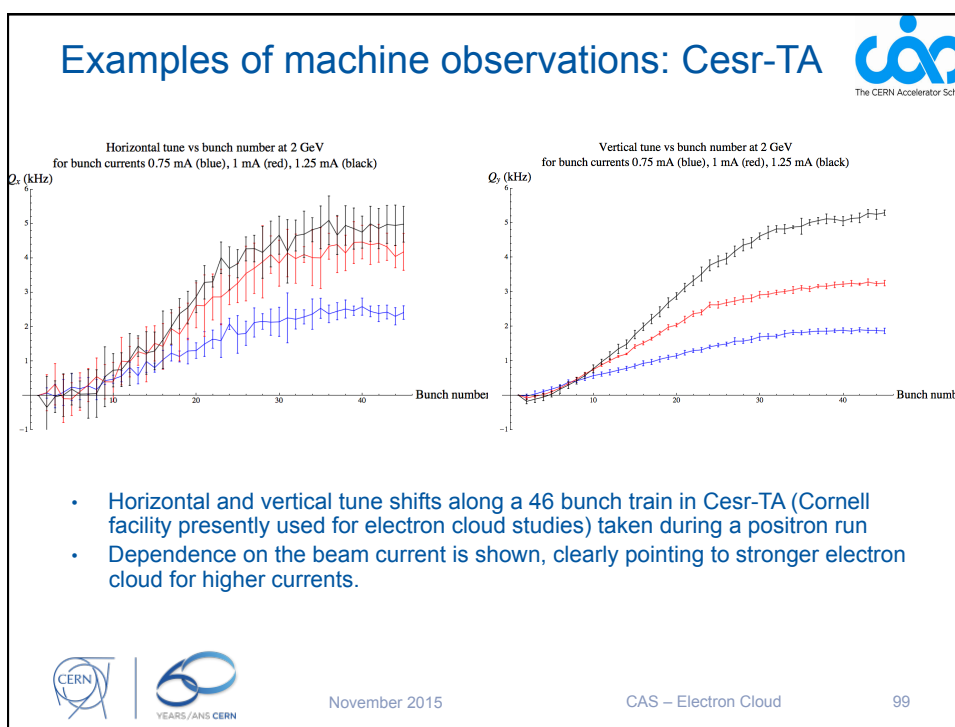 Examples of machine observations: Cesr-TA
The CERN Accelerator Sch
Horizontal tune vs bunch number at 2 GeV
for bunch currents 0.75 mA (blue), 1 mA (red), 1.25 mA (black)
Qx (kHz)
6
5
4
3
2
1
−1
10
20
30
40
Bunch number
Vertical tune vs bunch number at 2 GeV
for bunch currents 0.75 mA (blue), 1 mA (red), 1.25 mA (black)
Qy (kHz)
6
5
4
3
2
1
−1
10
20
30
40
Bunch numb
• Horizontal and vertical tune shifts along a 46 bunch train in Cesr-TA (Cornell
facility presently used for electron cloud studies) taken during a positron run
• Dependence on the beam current is shown, clearly pointing to stronger electron
cloud for higher currents.
CERN
60
YEARS/ANS CERN
November 2015
CAS – Electron Cloud
99